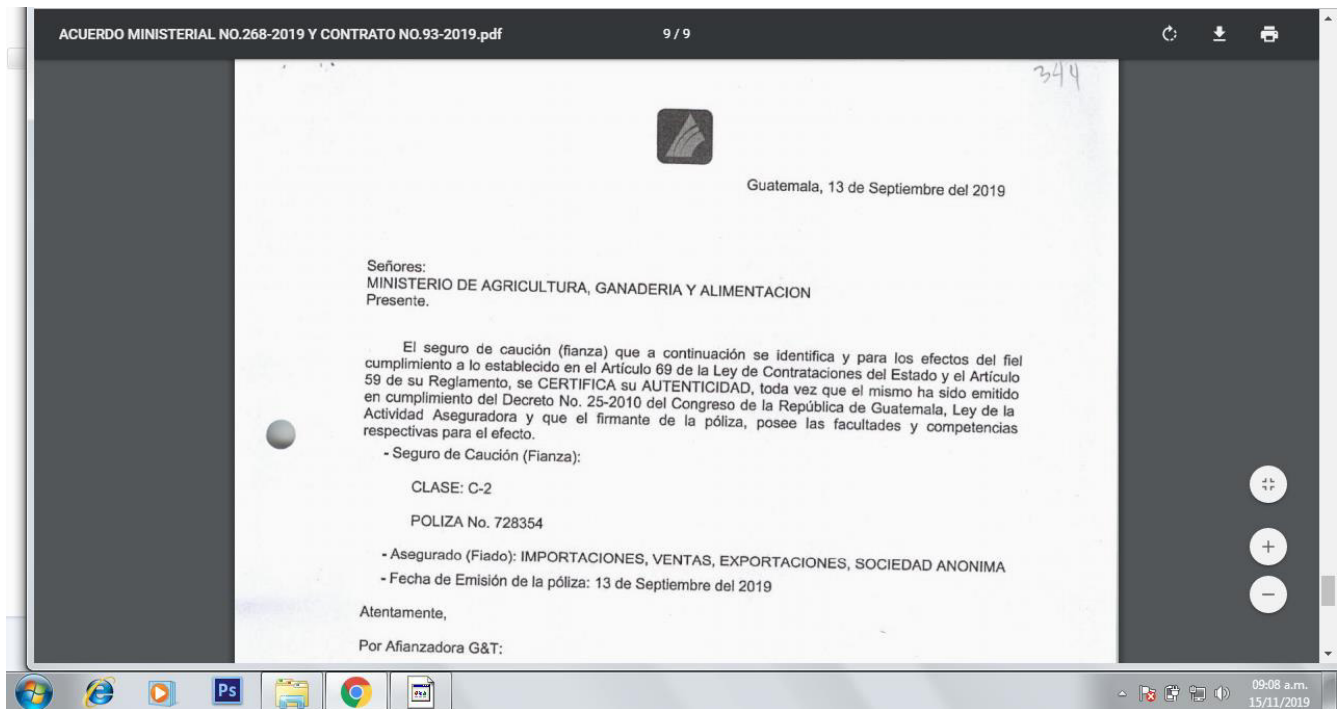 ACUERDO MINISTERIAL NO.268-2019 Y CONTRATO NO.93-2019.pdf
9 / 9
344
Guatemala, 13 de Septiembre del 2019
Señores:
MINISTERIO DE AGRICULTURA, GANADERIA Y ALIMENTACION
Presente.
El seguro de caución (fianza) que a continuación se identifica y para los efectos del fiel
cumplimiento a lo establecido en el Artículo 69 de la Ley de Contrataciones del Estado y el Artículo
59 de su Reglamento, se CERTIFICA su AUTENTICIDAD, toda vez que el mismo ha sido emitido
en cumplimiento del Decreto No. 25-2010 del Congreso de la República de Guatemala, Ley de la
Actividad Aseguradora y que el firmante de la póliza, posee las facultades y competencias
respectivas para el efecto.
- Seguro de Caución (Fianza):
CLASE: C-2
POLIZA No. 728354
- Asegurado (Fiado): IMPORTACIONES, VENTAS, EXPORTACIONES, SOCIEDAD ANONIMA
- Fecha de Emisión de la póliza: 13 de Septiembre del 2019
Atentamente,
Por Afianzadora G&T:
Ps
09:08 a.m.
15/11/2019